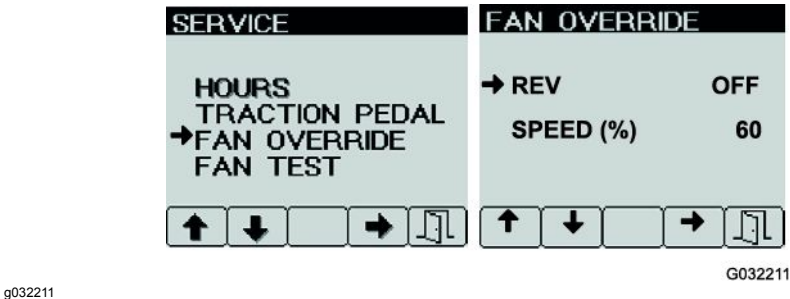 SERVICE
HOURS
TRACTION PEDAL
FAN OVERRIDE
FAN TEST
FAN OVERRIDE
REV OFF
SPEED (%) 60
G032211
g032211